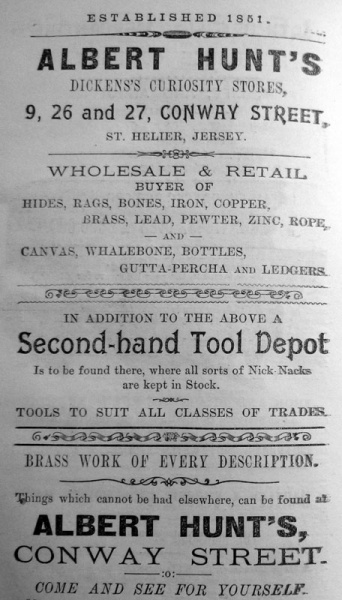 ESTABLISHED 1851.
ALBERT HUNT'S
DICKENS'S CURIOSITY STORES,
9, 26 and 27, CONWAY STREET,
ST. HELIER, JERSEY.
WHOLESALE & RETAIL
BUYER OF
HIDES, RAGS, BONES, IRON, COPPER,
BRASS, LEAD, PEWTER, ZINC, ROPE,
— AND —
CANVAS, WHALEBONE, BOTTLES,
GUTTA-PERCHA AND LEDGERS.
IN ADDITION TO THE ABOVE A
Second-hand Tool Depot
Is to be found there, where all sorts of Nick-Nacks
are kept in Stock.
—OR—
TOOLS TO SUIT ALL CLASSES OF TRADES.
BRASS WORK OF EVERY DESCRIPTION.
Things which cannot be had elsewhere, can be found at
ALBERT HUNT'S,
CONWAY STREET.
:o:
COME AND SEE FOR YOURSELF.